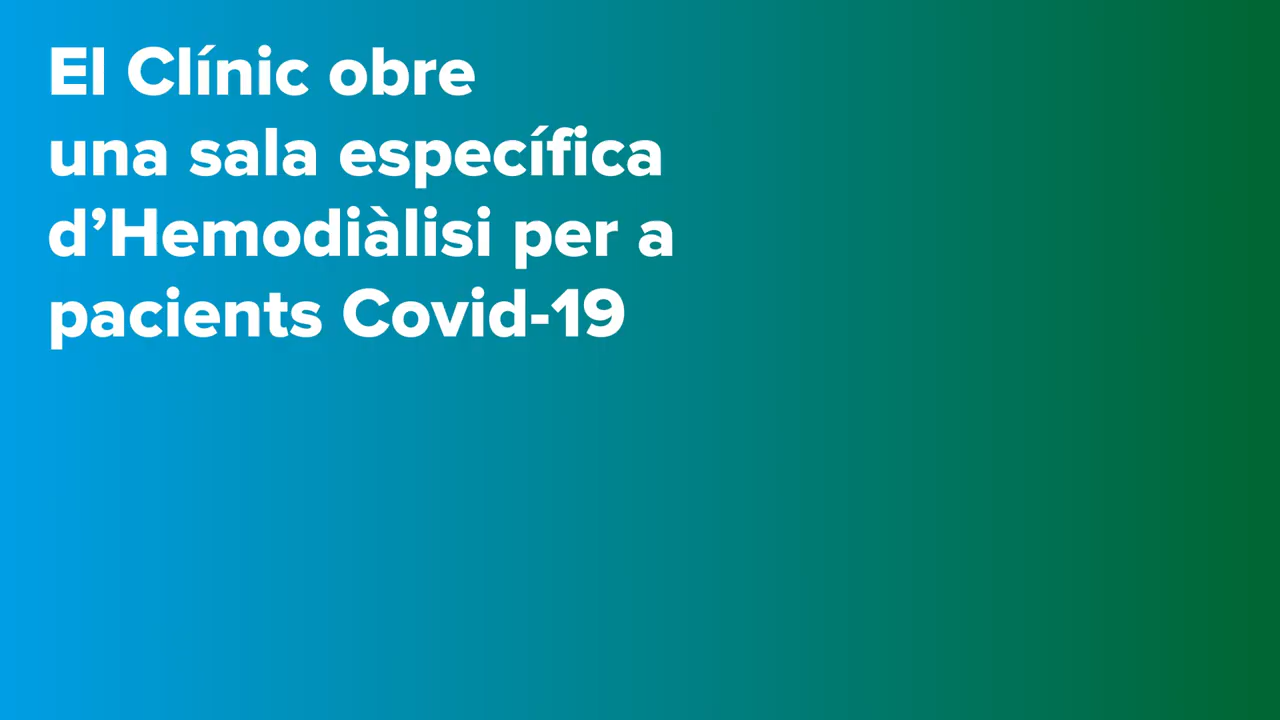 El Clínic obre
una sala específica
d’Hemodiàlisi per a
pacients Covid-19